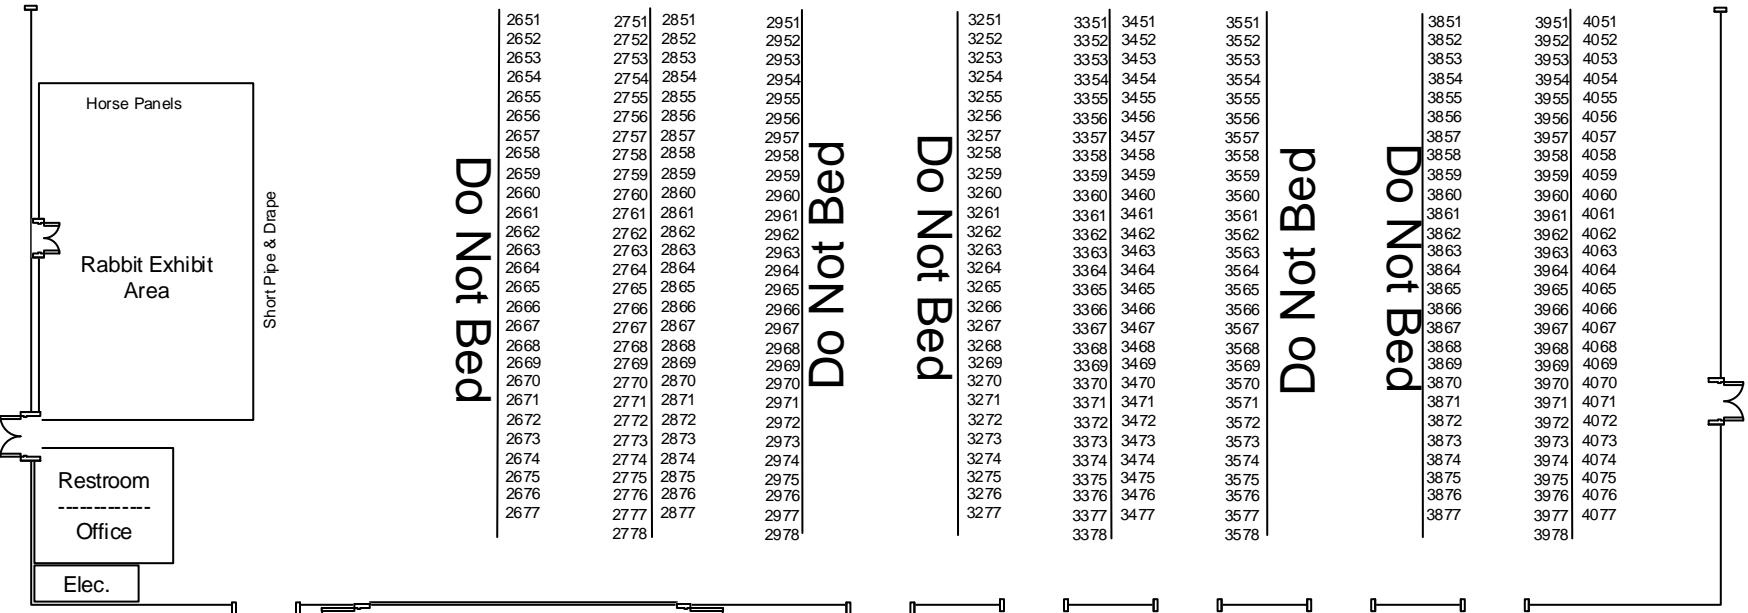 Horse Panels
Rabbit Exhibit
Area
Short Pipe & Drape
Restroom
Office
Elec.
Do Not Bed
Do Not Bed
Do Not Bed
Do Not Bed
Do Not Bed
2651 2751 2851 2951 3251 3351 3451 3551 3851 3951 4051
2652 2752 2852 2952 3252 3352 3452 3552 3852 3952 4052
2653 2753 2853 2953 3253 3353 3453 3553 3853 3953 4053
2654 2754 2854 2954 3254 3354 3454 3554 3854 3954 4054
2655 2755 2855 2955 3255 3355 3455 3555 3855 3955 4055
2656 2756 2856 2956 3256 3356 3456 3556 3856 3956 4056
2657 2757 2857 2957 3257 3357 3457 3557 3857 3957 4057
2658 2758 2858 2958 3258 3358 3458 3558 3858 3958 4058
2659 2759 2859 2959 3259 3359 3459 3559 3859 3959 4059
2660 2760 2860 2960 3260 3360 3460 3560 3860 3960 4060
2661 2761 2861 2961 3261 3361 3461 3561 3861 3961 4061
2662 2762 2862 2962 3262 3362 3462 3562 3862 3962 4062
2663 2763 2863 2963 3263 3363 3463 3563 3863 3963 4063
2664 2764 2864 2964 3264 3364 3464 3564 3864 3964 4064
2665 2765 2865 2965 3265 3365 3465 3565 3865 3965 4065
2666 2766 2866 2966 3266 3366 3466 3566 3866 3966 4066
2667 2767 2867 2967 3267 3367 3467 3567 3867 3967 4067
2668 2768 2868 2968 3268 3368 3468 3568 3868 3968 4068
2669 2769 2869 2969 3269 3369 3469 3569 3869 3969 4069
2670 2770 2870 2970 3270 3370 3470 3570 3870 3970 4070
2671 2771 2871 2971 3271 3371 3471 3571 3871 3971 4071
2672 2772 2872 2972 3272 3372 3472 3572 3872 3972 4072
2673 2773 2873 2973 3273 3373 3473 3573 3873 3973 4073
2674 2774 2874 2974 3274 3374 3474 3574 3874 3974 4074
2675 2775 2875 2975 3275 3375 3475 3575 3875 3975 4075
2676 2776 2876 2976 3276 3376 3476 3576 3876 3976 4076
2677 2777 2877 2977 3277 3377 3477 3577 3877 3977 4077
2778 2978 3378 3578 3978